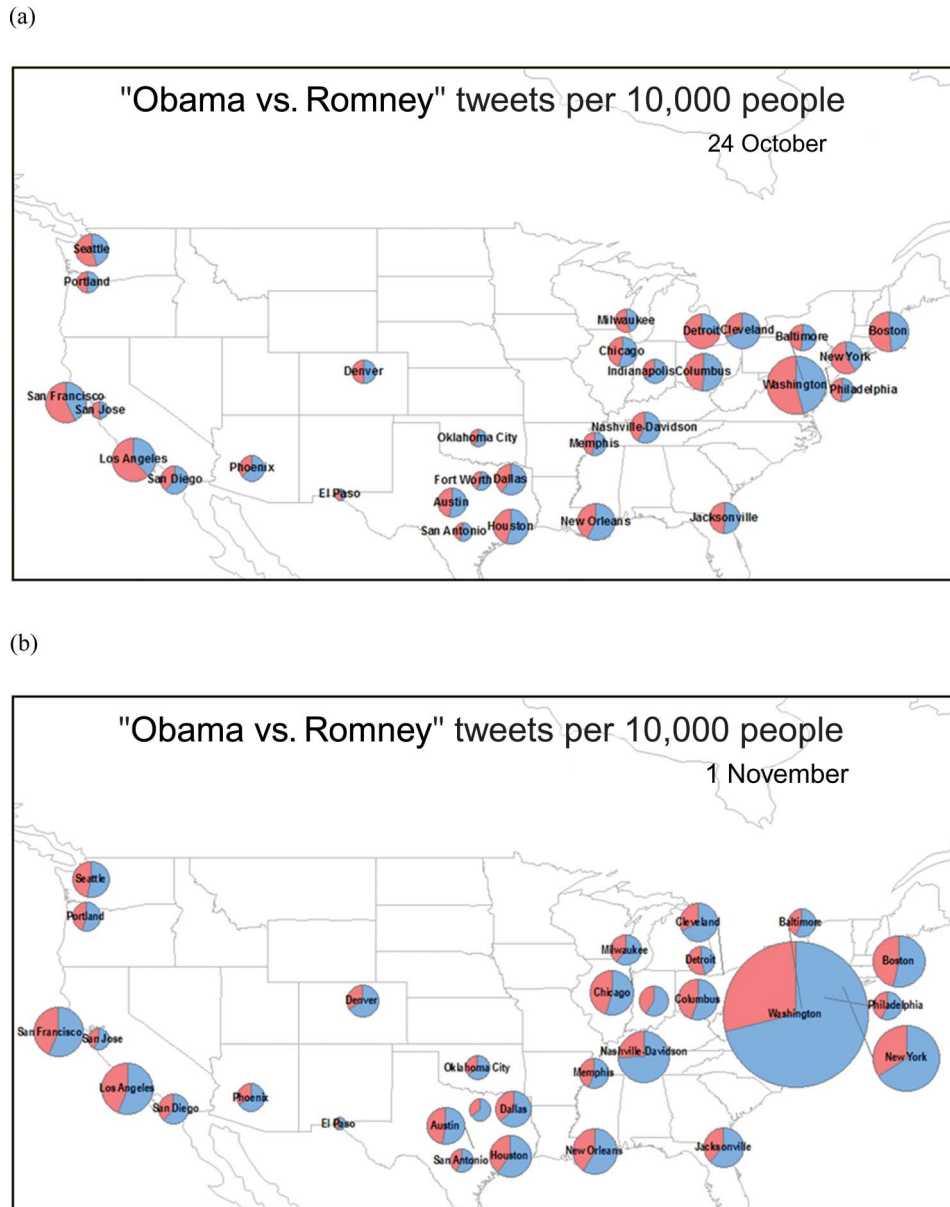 (a)
"Obama vs. Romney" tweets per 10,000 people
24 October
Seattle
Portland
Milwaukee
Detroit
Cleveland
Baltimore
Boston
Chicago
New York
Denver
Indianapolis
Columbus
Washington
Philadelphia
San Francisco
San Jose
Nashville-Davidson
Oklahoma City
Memphis
Los Angeles
Phoenix
San Diego
Fort Worth
Dallas
El Paso
Austin
Jacksonville
San Antonio
Houston
New Orleans
(b)
"Obama vs. Romney" tweets per 10,000 people
1 November
Seattle
Portland
Cleveland
Baltimore
Milwaukee
Detroit
Boston
Chicago
Denver
Columbus
Philadelphia
Washington
San Francisco
San Jose
Nashville-Davidson
New York
Oklahoma City
Memphis
Los Angeles
Phoenix
San Diego
Dallas
El Paso
Austin
Jacksonville
San Antonio
Houston
New Orleans